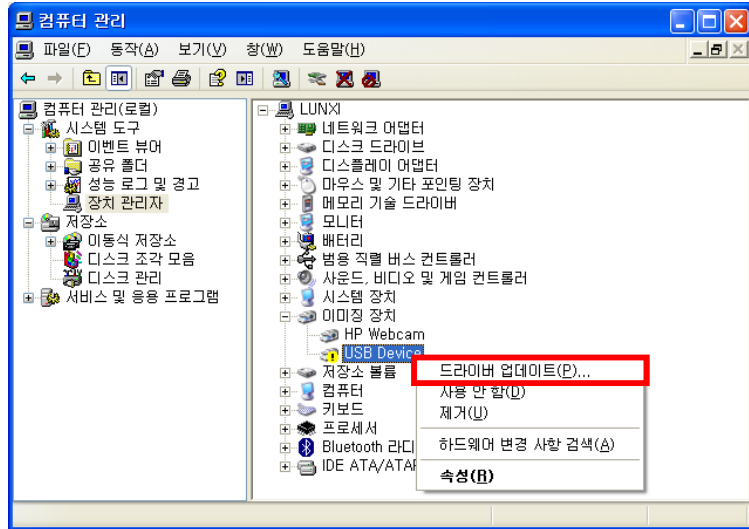 컴퓨터 관리
파일(F) 동작(A) 보기(V) 창(W) 도움말(H)
컴퓨터 관리(로컬)
시스템 도구
이벤트 뷰어
공유 폴더
성능 로그 및 경고
장치 관리자
저장소
이동식 저장소
디스크 조각 모음
디스크 관리
서비스 및 응용 프로그램
LUNXI
네트워크 어댑터
디스크 드라이브
디스플레이 어댑터
마우스 및 기타 포인팅 장치
메모리 기술 드라이버
모니터
배터리
범용 직렬 버스 컨트롤러
사운드, 비디오 및 게임 컨트롤러
시스템 장치
이미징 장치
HP Webcam
USB Device
저장소 볼륨
컴퓨터
키보드
프로세서
Bluetooth 라디
IDE ATA/ATAP
드라이버 업데이트(P)...
사용 안 함(D)
제거(U)
하드웨어 변경 사항 검색(A)
속성(R)